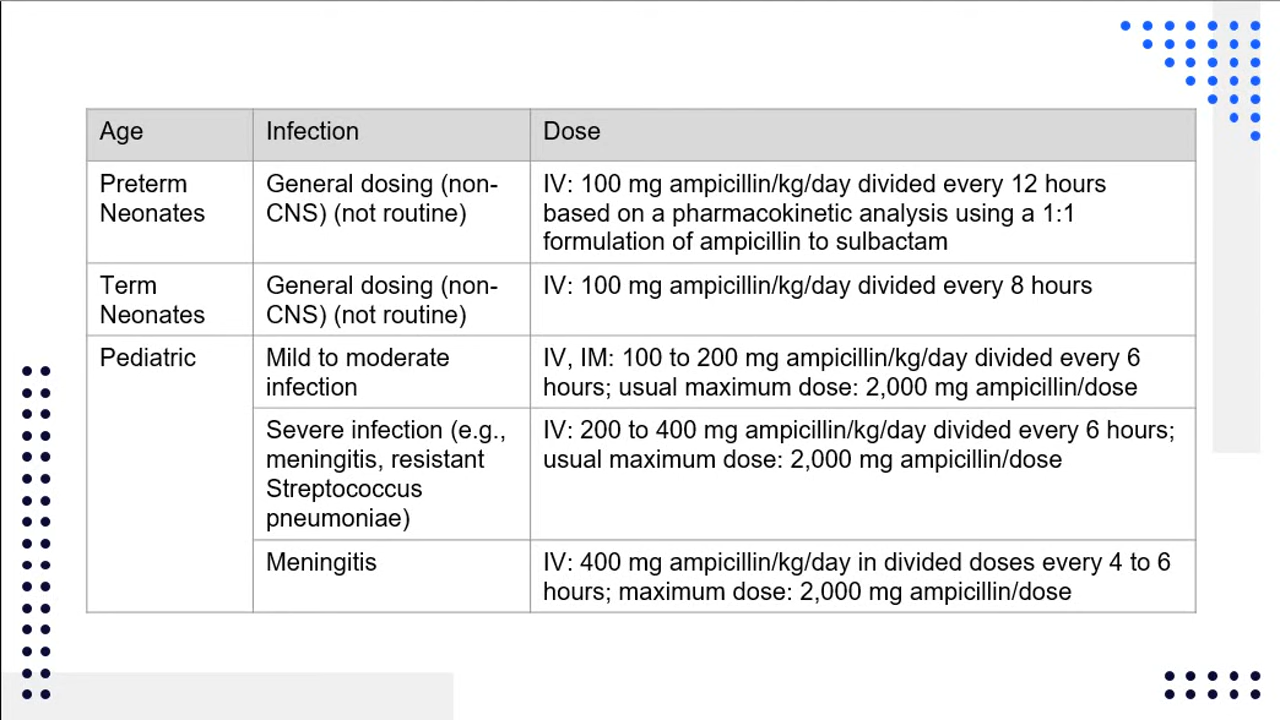 Age
Infection
Dose
Preterm
Neonates
General dosing (non-
CNS) (not routine)
IV: 100 mg ampicillin/kg/day divided every 12 hours
based on a pharmacokinetic analysis using a 1:1
formulation of ampicillin to sulbactam
Term
Neonates
General dosing (non-
CNS) (not routine)
IV: 100 mg ampicillin/kg/day divided every 8 hours
Pediatric
Mild to moderate
infection
IV, IM: 100 to 200 mg ampicillin/kg/day divided every 6
hours; usual maximum dose: 2,000 mg ampicillin/dose
Severe infection (e.g.,
meningitis, resistant
Streptococcus
pneumoniae)
IV: 200 to 400 mg ampicillin/kg/day divided every 6 hours;
usual maximum dose: 2,000 mg ampicillin/dose
Meningitis
IV: 400 mg ampicillin/kg/day in divided doses every 4 to 6
hours; maximum dose: 2,000 mg ampicillin/dose